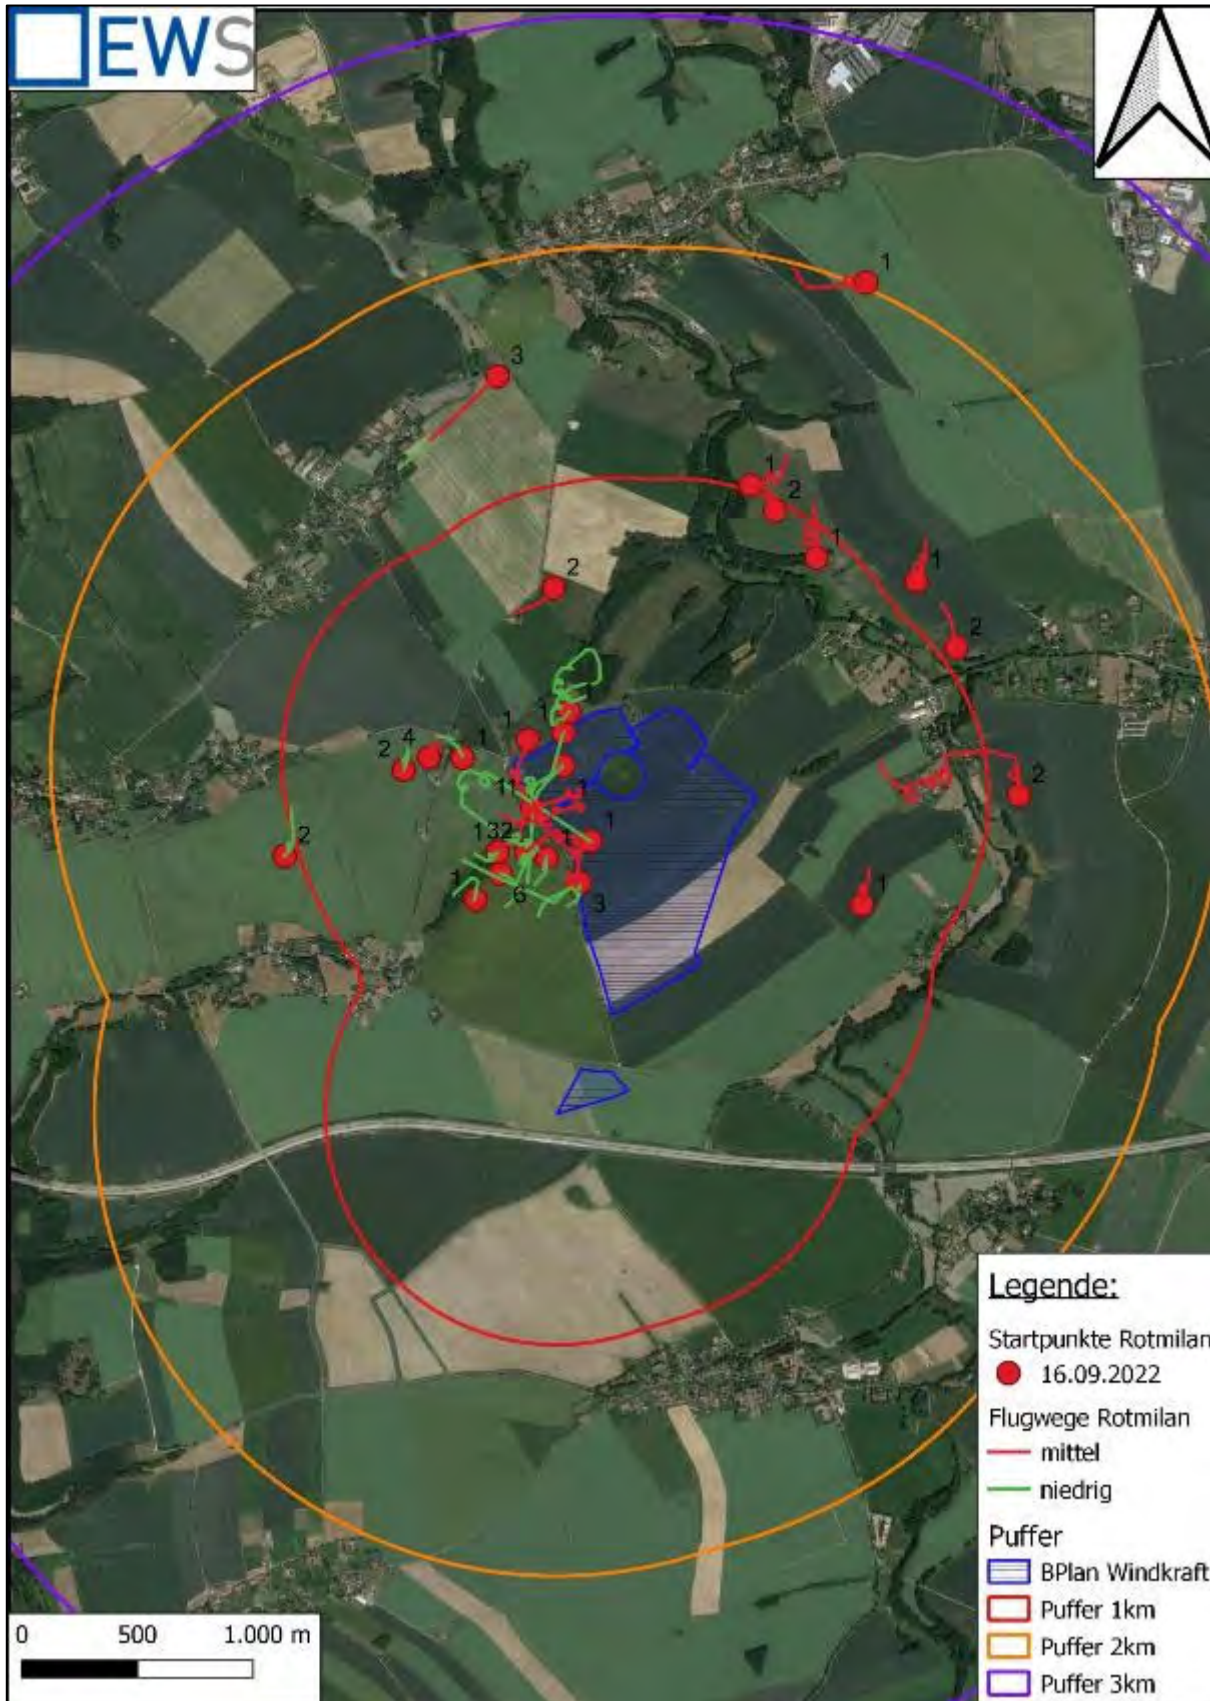 EWS
1
3
1
2
1
2
1
2
2
1
1
4
2
1
11
1
2
2
132
1
1
1
6
3
1
Legende:
Startpunkte Rotmilan
16.09.2022
Flugwege Rotmilan
mittel
niedrig
Puffer
BPlan Windkraft
Puffer 1km
Puffer 2km
Puffer 3km
0 500 1.000 m